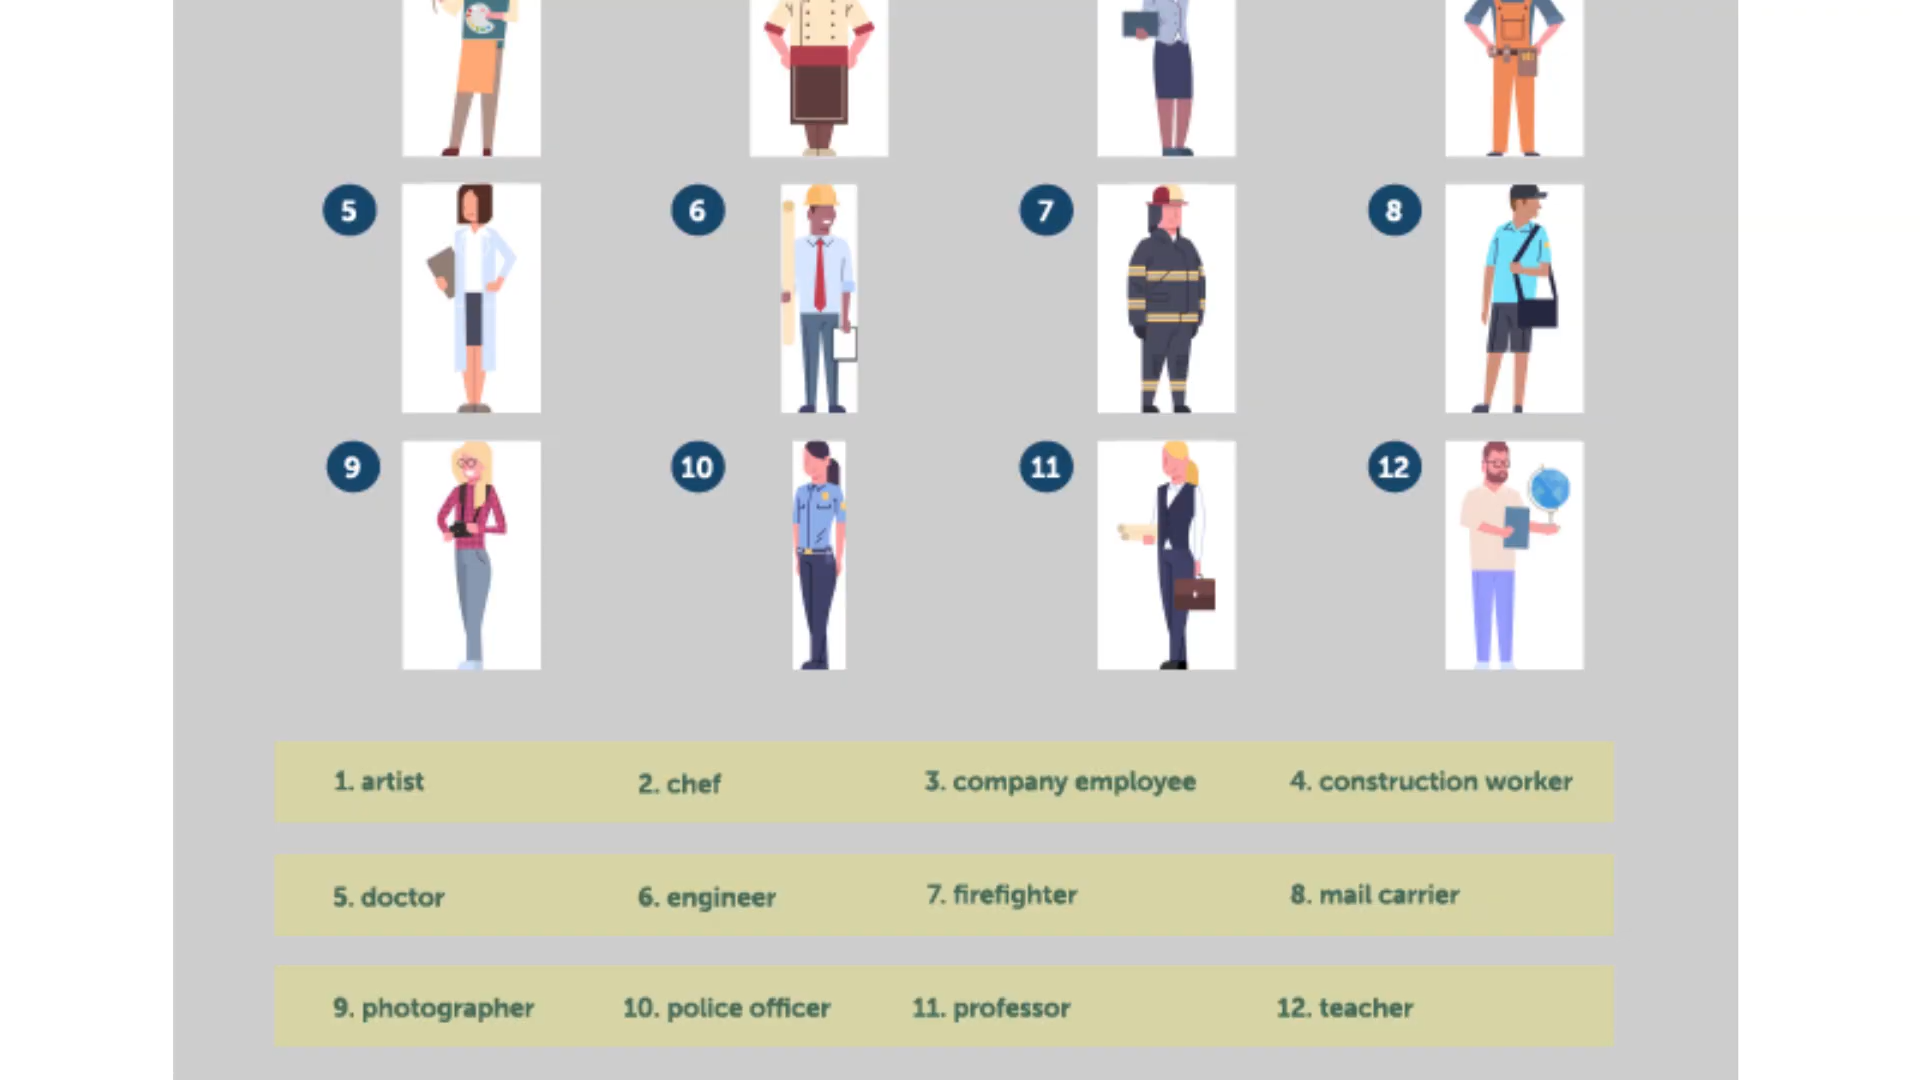 5 6 7 8
9 10 11 12
1. artist 2. chef 3. company employee 4. construction worker
5. doctor 6. engineer 7. firefighter 8. mail carrier
9. photographer 10. police officer 11. professor 12. teacher